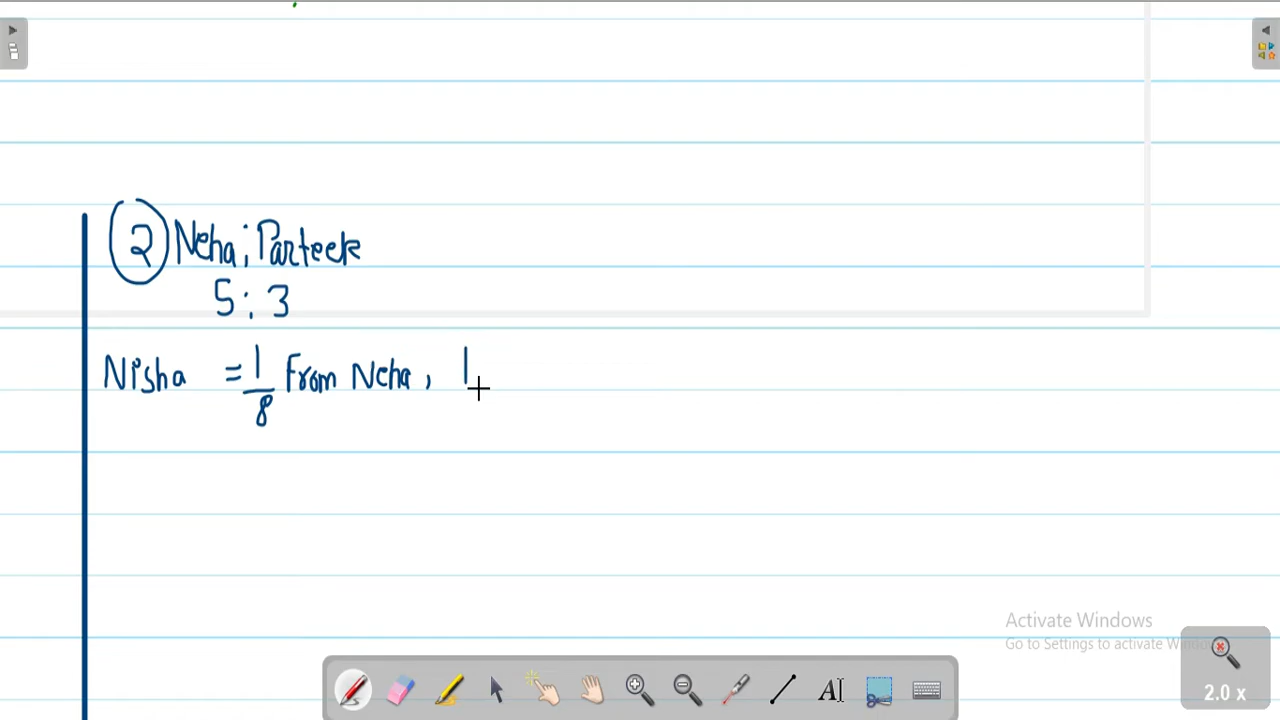 2 Neha ; Parteek
5 : 3
Nisha = 1/8 From Neha , 1
Activate Windows
Go to Settings to activate Windows.
A
2.0 x